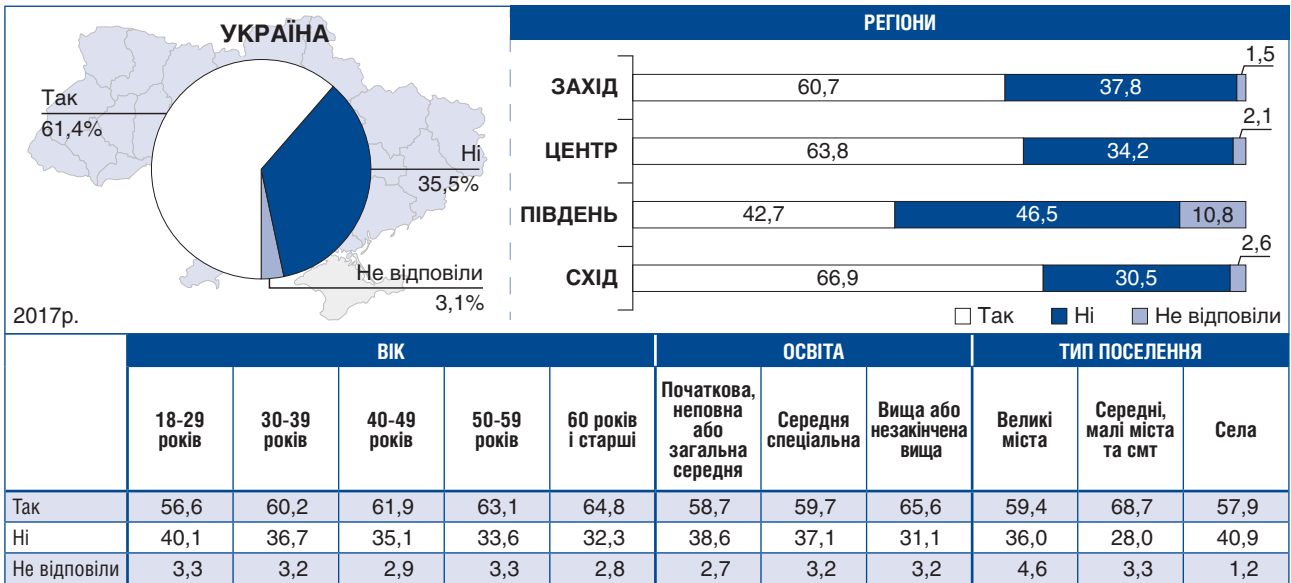 УКРАЇНА
Так
61,4%
Ні
35,5%
Не відповіли
3,1%
2017р.
РЕГІОНИ
1,5
ЗАХІД 60,7 37,8
2,1
ЦЕНТР 63,8 34,2
ПІВДЕНЬ 42,7 46,5 10,8
2,6
СХІД 66,9 30,5
Так Ні Не відповіли
ВІК ОСВІТА ТИП ПОСЕЛЕННЯ
18-29 років
30-39 років
40-49 років
50-59 років
60 років і старші
Початкова, неповна або загальна середня
Середня спеціальна
Вища або незакінчена вища
Великі міста
Середні, малі міста та смт
Села
Так 56,6 60,2 61,9 63,1 64,8 58,7 59,7 65,6 59,4 68,7 57,9
Ні 40,1 36,7 35,1 33,6 32,3 38,6 37,1 31,1 36,0 28,0 40,9
Не відповіли 3,3 3,2 2,9 3,3 2,8 2,7 3,2 3,2 4,6 3,3 1,2